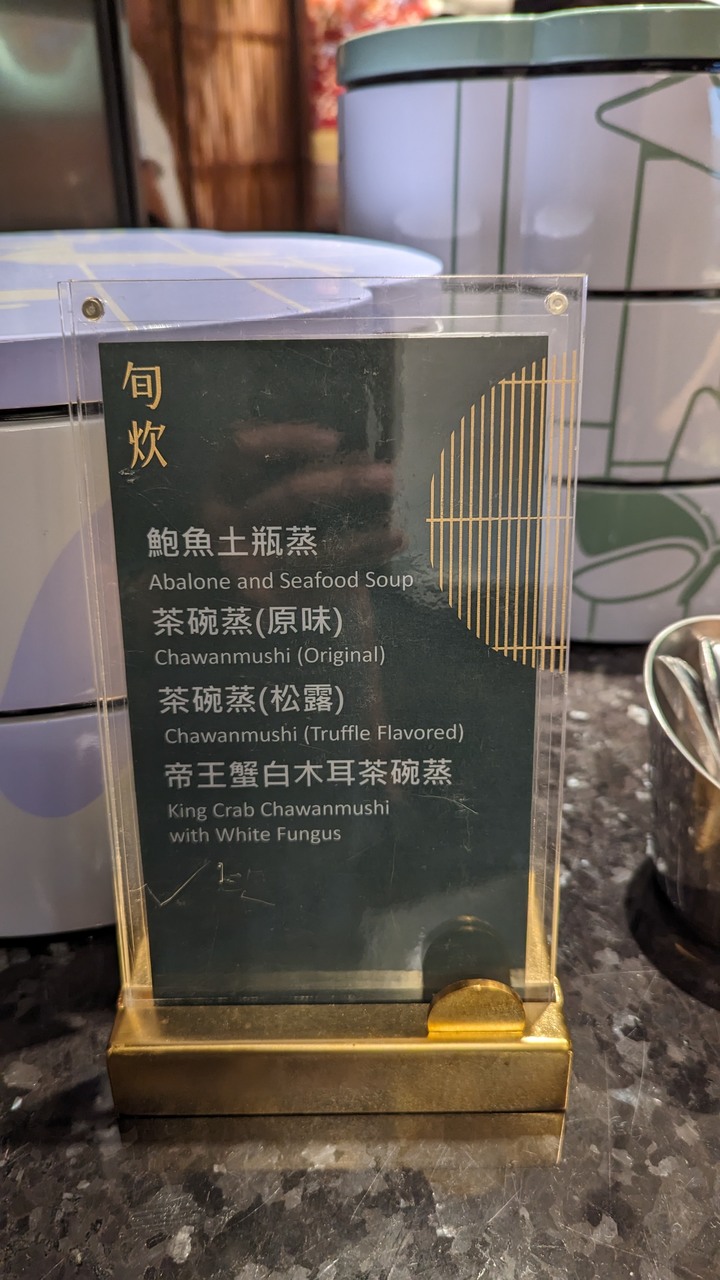 旬
炊
鮑魚土瓶蒸
Abalone and Seafood Soup
茶碗蒸(原味)
Chawanmushi (Original)
茶碗蒸(松露)
Chawanmushi (Truffle Flavored)
帝王蟹白木耳茶碗蒸
King Crab Chawanmushi
with White Fungus